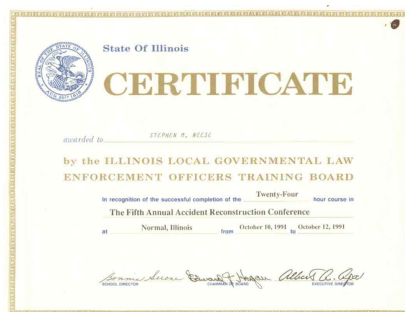 State Of Illinois
CERTIFICATE
awarded to STEPHEN M.
by the ILLINOIS LOCAL GOVERNMENTAL LAW
ENFORCEMENT OFFICERS TRAINING BOARD
In recognition of the successful completion of the Twenty-Four hour course in
The Fifth Annual Accident Reconstruction Conference
at Normal, Illinois from October 10, 1991 to October 12, 1991
SCHOOL DIRECTOR CHAIRMAN OF BOARD EXECUTIVE DIRECTOR